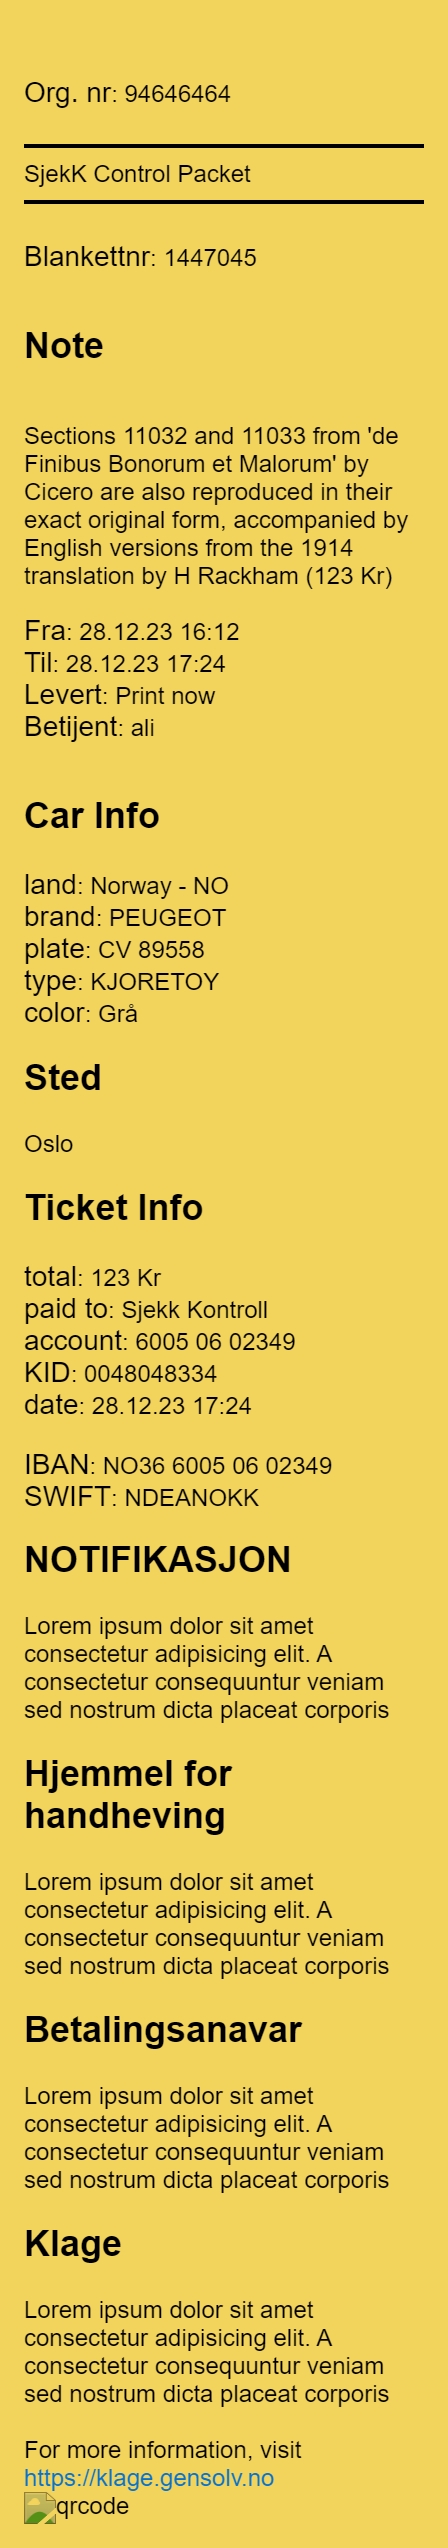 Org. nr: 94646464
SjekK Control Packet
Blankettnr: 1447045
Note
Sections 11032 and 11033 from 'de
Finibus Bonorum et Malorum' by
Cicero are also reproduced in their
exact original form, accompanied by
English versions from the 1914
translation by H Rackham (123 Kr)
Fra: 28.12.23 16:12
Til: 28.12.23 17:24
Levert: Print now
Betijent: ali
Car Info
land: Norway - NO
brand: PEUGEOT
plate: CV 89558
type: KJORETOY
color: Grå
Sted
Oslo
Ticket Info
total: 123 Kr
paid to: Sjekk Kontroll
account: 6005 06 02349
KID: 0048048334
date: 28.12.23 17:24
IBAN: NO36 6005 06 02349
SWIFT: NDEANOKK
NOTIFIKASJON
Lorem ipsum dolor sit amet
consectetur adipisicing elit. A
consectetur consequuntur veniam
sed nostrum dicta placeat corporis
Hjemmel for
handheving
Lorem ipsum dolor sit amet
consectetur adipisicing elit. A
consectetur consequuntur veniam
sed nostrum dicta placeat corporis
Betalingsanavar
Lorem ipsum dolor sit amet
consectetur adipisicing elit. A
consectetur consequuntur veniam
sed nostrum dicta placeat corporis
Klage
Lorem ipsum dolor sit amet
consectetur adipisicing elit. A
consectetur consequuntur veniam
sed nostrum dicta placeat corporis
For more information, visit
https://klage.gensolv.no
qrcode